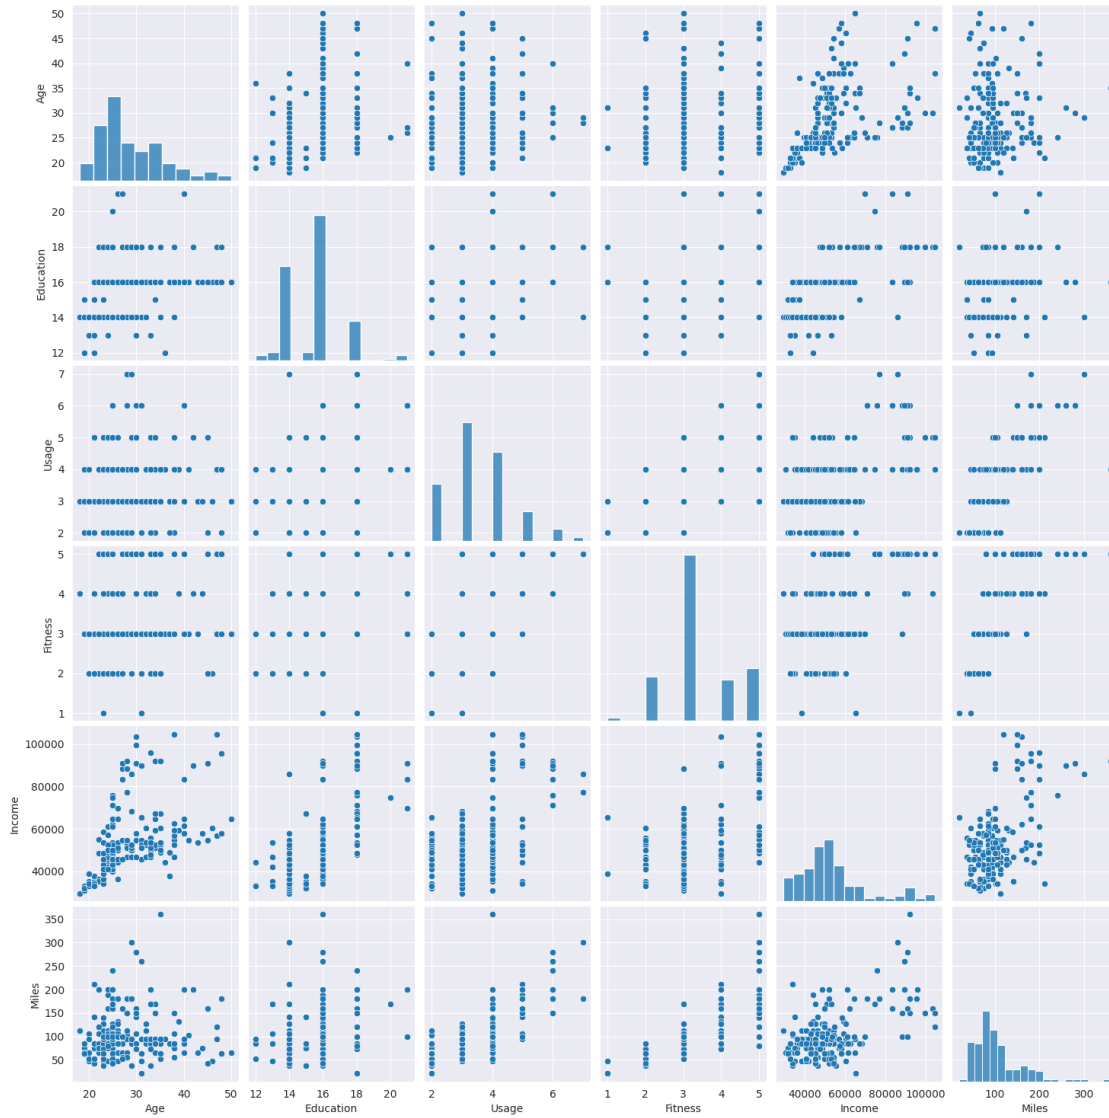 50
45
40
35
30
25
20
Age
20
18
16
14
12
Education
7
6
5
4
3
2
Usage
5
4
3
2
1
Fitness
100000
80000
60000
40000
Income
350
300
250
200
150
100
50
Miles
20 30 40 50
12 14 16 18 20
2 4 6
1 2 3 4 5
40000 60000 80000 100000
100 200 300
Age Education Usage Fitness Income Miles